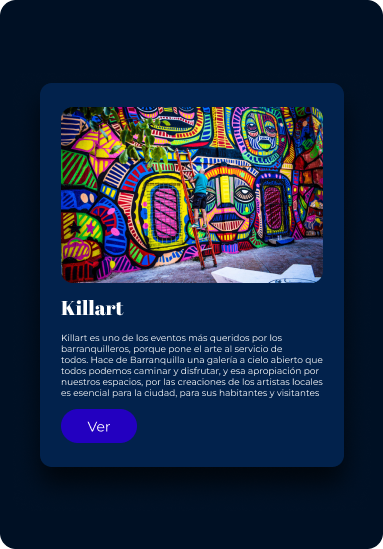 Killart
Killart es uno de los eventos más queridos por los
barranquilleros, porque pone el arte al servicio de
todos. Hace de Barranquilla una galería a cielo abierto que
todos podemos caminar y disfrutar, y esa apropiación por
nuestros espacios, por las creaciones de los artistas locales
es esencial para la ciudad, para sus habitantes y visitantes
Ver